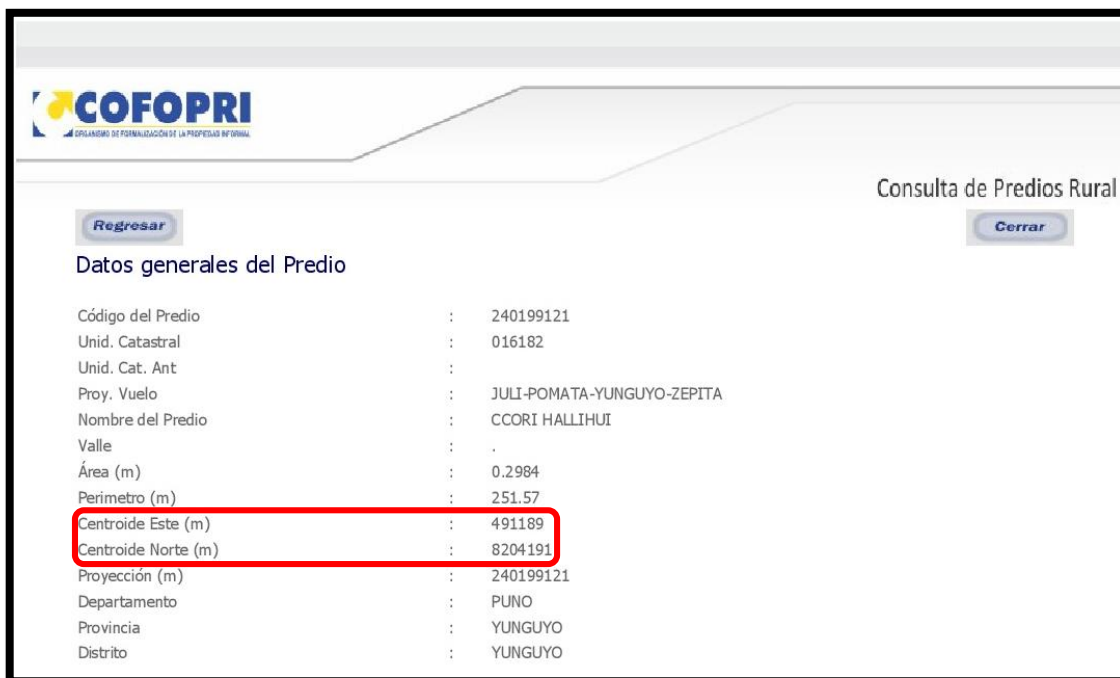 COFOPRI
ORGANISMO DE FORMALIZACIÓN DE LA PROPIEDAD INFORMAL
Consulta de Predios Rural
Regresar
Cerrar
Datos generales del Predio
Código del Predio : 240199121
Unid. Catastral : 016182
Unid. Cat. Ant :
Proy. Vuelo : JULI-POMATA-YUNGUYO-ZEPITA
Nombre del Predio : CCORI HALLIHUI
Valle : .
Área (m) : 0.2984
Perimetro (m) : 251.57
Centroide Este (m) : 491189
Centroide Norte (m) : 8204191
Proyección (m) : 240199121
Departamento : PUNO
Provincia : YUNGUYO
Distrito : YUNGUYO